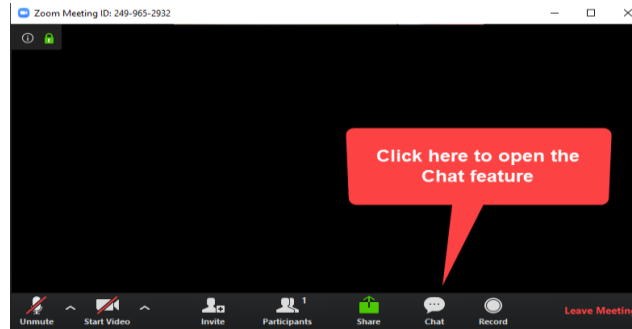 Zoom Meeting ID: 249-965-2932
Click here to open the
Chat feature
1
Unmute
Start Video
Invite
Participants
Share
Chat
Record
Leave Meeting